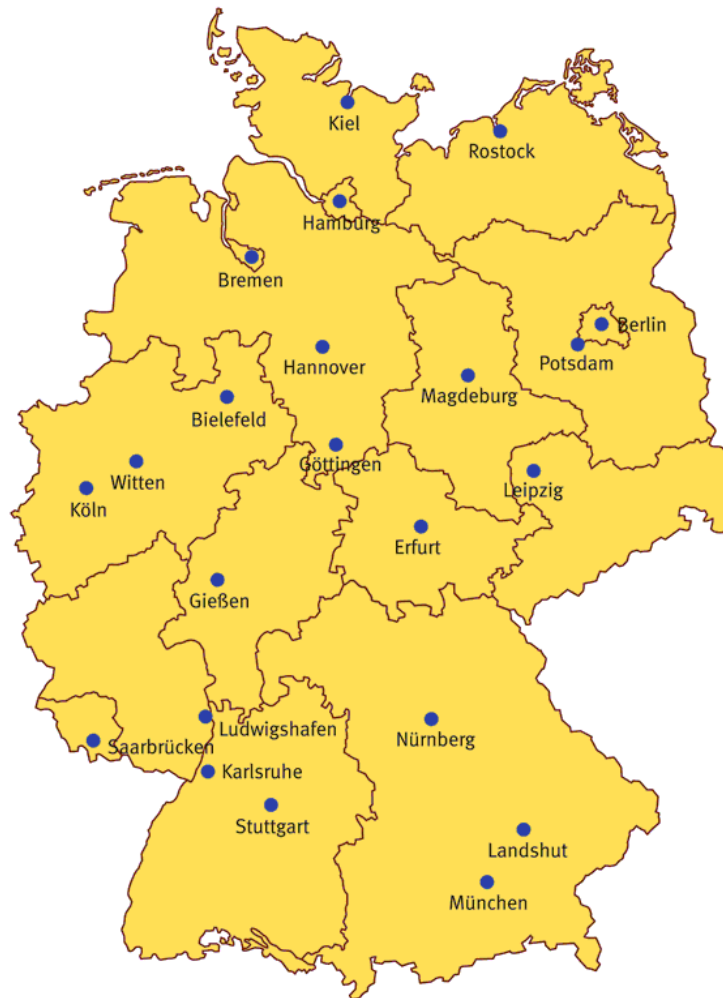 Kiel
Rostock
Hamburg
Bremen
Berlin
Hannover
Potsdam
Magdeburg
Bielefeld
Göttingen
Witten
Leipzig
Köln
Erfurt
Gießen
Ludwigshafen
Nürnberg
Saarbrücken
Karlsruhe
Stuttgart
Landshut
München